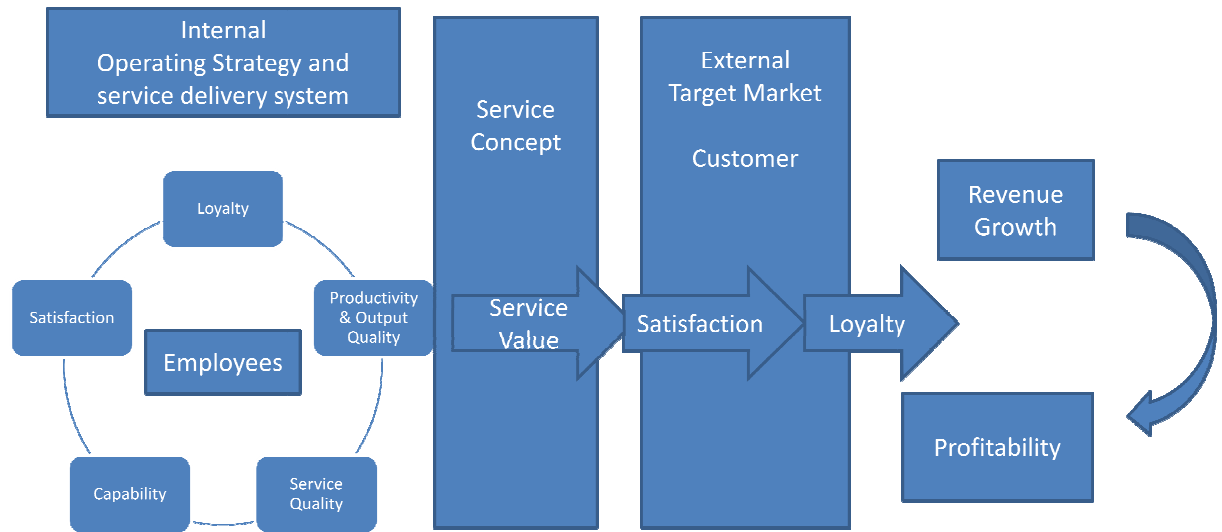 Internal
Operating Strategy and
service delivery system
Loyalty
Satisfaction
Productivity
& Output
Quality
Employees
Capability
Service
Quality
Service
Concept
Service
Value
External
Target Market
Customer
Satisfaction
Loyalty
Revenue
Growth
Profitability